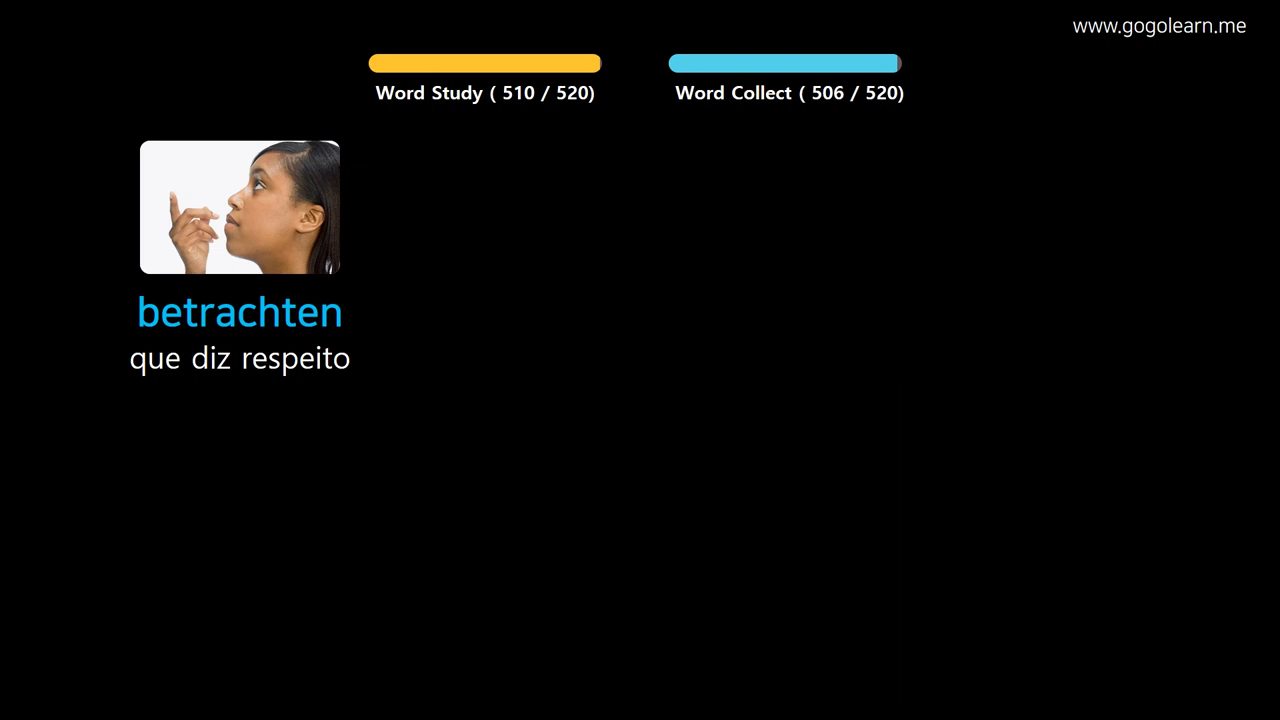 www.gogolearn.me
Word Study ( 510 / 520)
Word Collect ( 506 / 520)
betrachten
que diz respeito